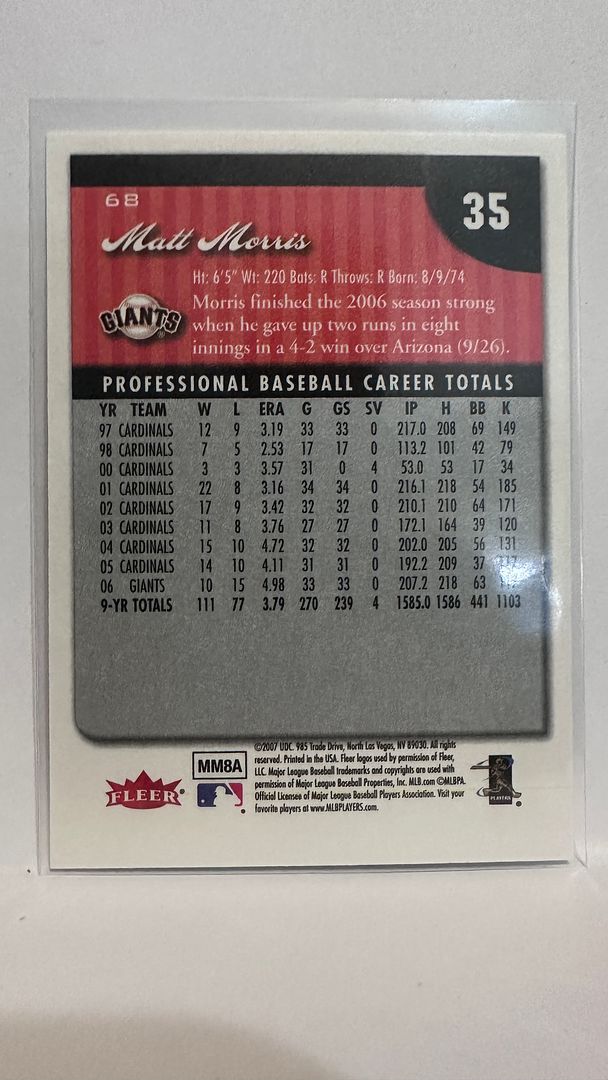 68
35
Matt Morris
Ht: 6'5" Wt: 220 Bats: R Throws: R Born: 8/9/74
GIANTS
Morris finished the 2006 season strong
when he gave up two runs in eight
innings in a 4-2 win over Arizona (9/26).
PROFESSIONAL BASEBALL CAREER TOTALS
YR TEAM W L ERA G GS SV IP H BB K
97 CARDINALS 12 9 3.19 33 33 0 217.0 208 69 149
98 CARDINALS 7 5 2.53 17 17 0 113.2 101 42 79
00 CARDINALS 3 3 3.57 31 0 4 53.0 53 17 34
01 CARDINALS 22 8 3.16 34 34 0 216.1 218 54 185
02 CARDINALS 17 9 3.42 32 32 0 210.1 210 64 171
03 CARDINALS 11 8 3.76 27 27 0 172.1 164 39 120
04 CARDINALS 15 10 4.72 32 32 0 202.0 205 56 131
05 CARDINALS 14 10 4.11 31 31 0 192.2 209 37
06 GIANTS 10 15 4.98 33 33 0 207.2 218 63
9-YR TOTALS 111 77 3.79 270 239 4 1585.0 1586 441 1103
©2007 UDC. 985 Trade Drive, North Las Vegas, NV 89030. All rights
reserved. Printed in the USA. Fleer logos used by permission of Fleer,
LLC. Major League Baseball trademarks and copyrights are used with
permission of Major League Baseball Properties, Inc. MLB.com ©MLBPA.
Official Licensee of Major League Baseball Players Association. Visit your
favorite players at www.MLBPLAYERS.com.
MM8A
FLEER®
PLAYERS